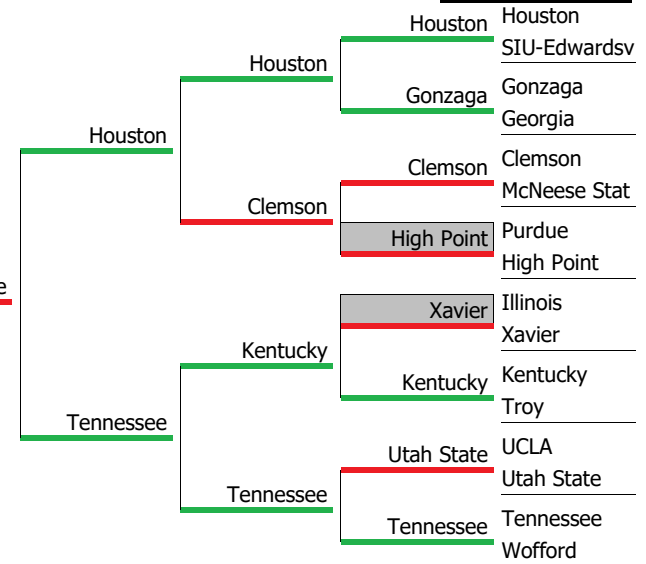 Houston
Houston
SIU-Edwardsv
Houston
Gonzaga
Gonzaga
Georgia
Houston
Clemson
Clemson
McNeese Stat
Clemson
High Point
Purdue
High Point
e
Xavier
Illinois
Xavier
Kentucky
Kentucky
Kentucky
Troy
Tennessee
Utah State
UCLA
Utah State
Tennessee
Tennessee
Tennessee
Wofford